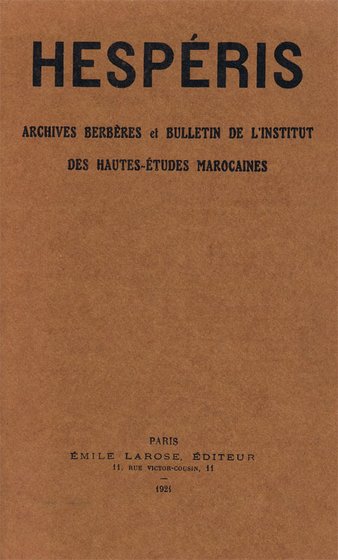 HESPÉRIS
ARCHIVES BERBÈRES et BULLETIN DE L'INSTITUT
DES HAUTES-ÉTUDES MAROCAINES
PARIS
ÉMILE LAROSE, ÉDITEUR
11, RUE VICTOR-COUSIN, 11
—
1921